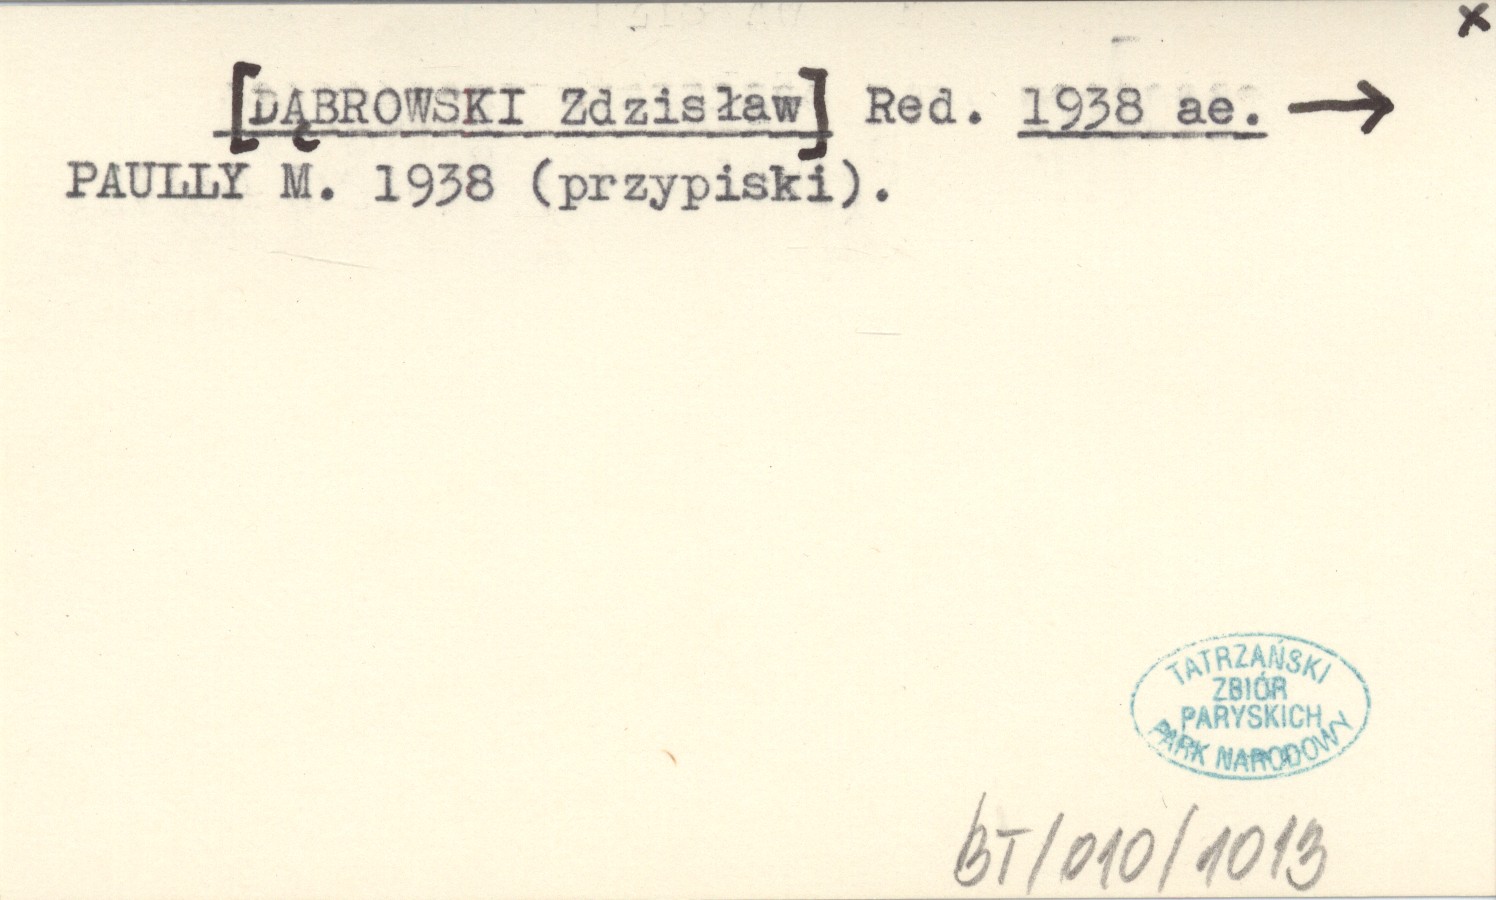 x
[DĄBROWSKI Zdzisław] Red. 1938 ae. →
PAULLY M. 1938 (przypiski).
TATRZAŃSKI
ZBIÓR
PARYSKICH
PARK NARODOWY
BT/010/1013